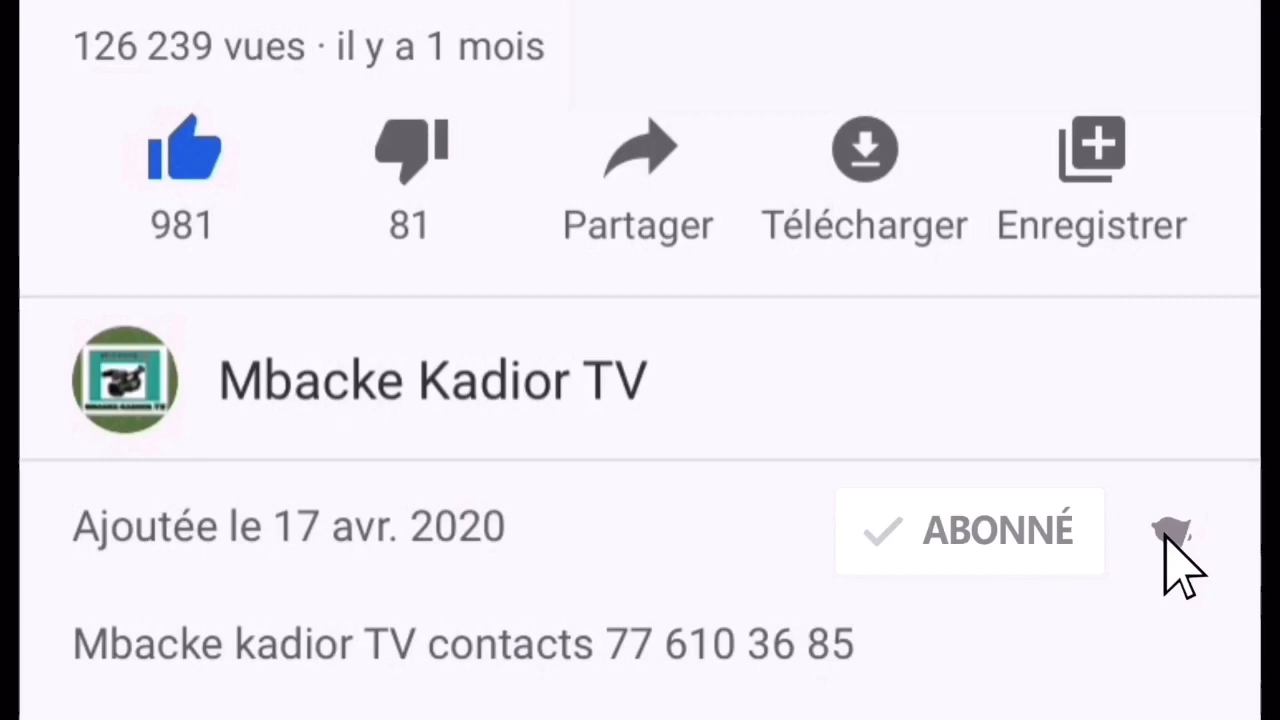 126 239 vues · il y a 1 mois
981 81 Partager Télécharger Enregistrer
Mbacke Kadior TV
Ajoutée le 17 avr. 2020 ABONNÉ
Mbacke kadior TV contacts 77 610 36 85